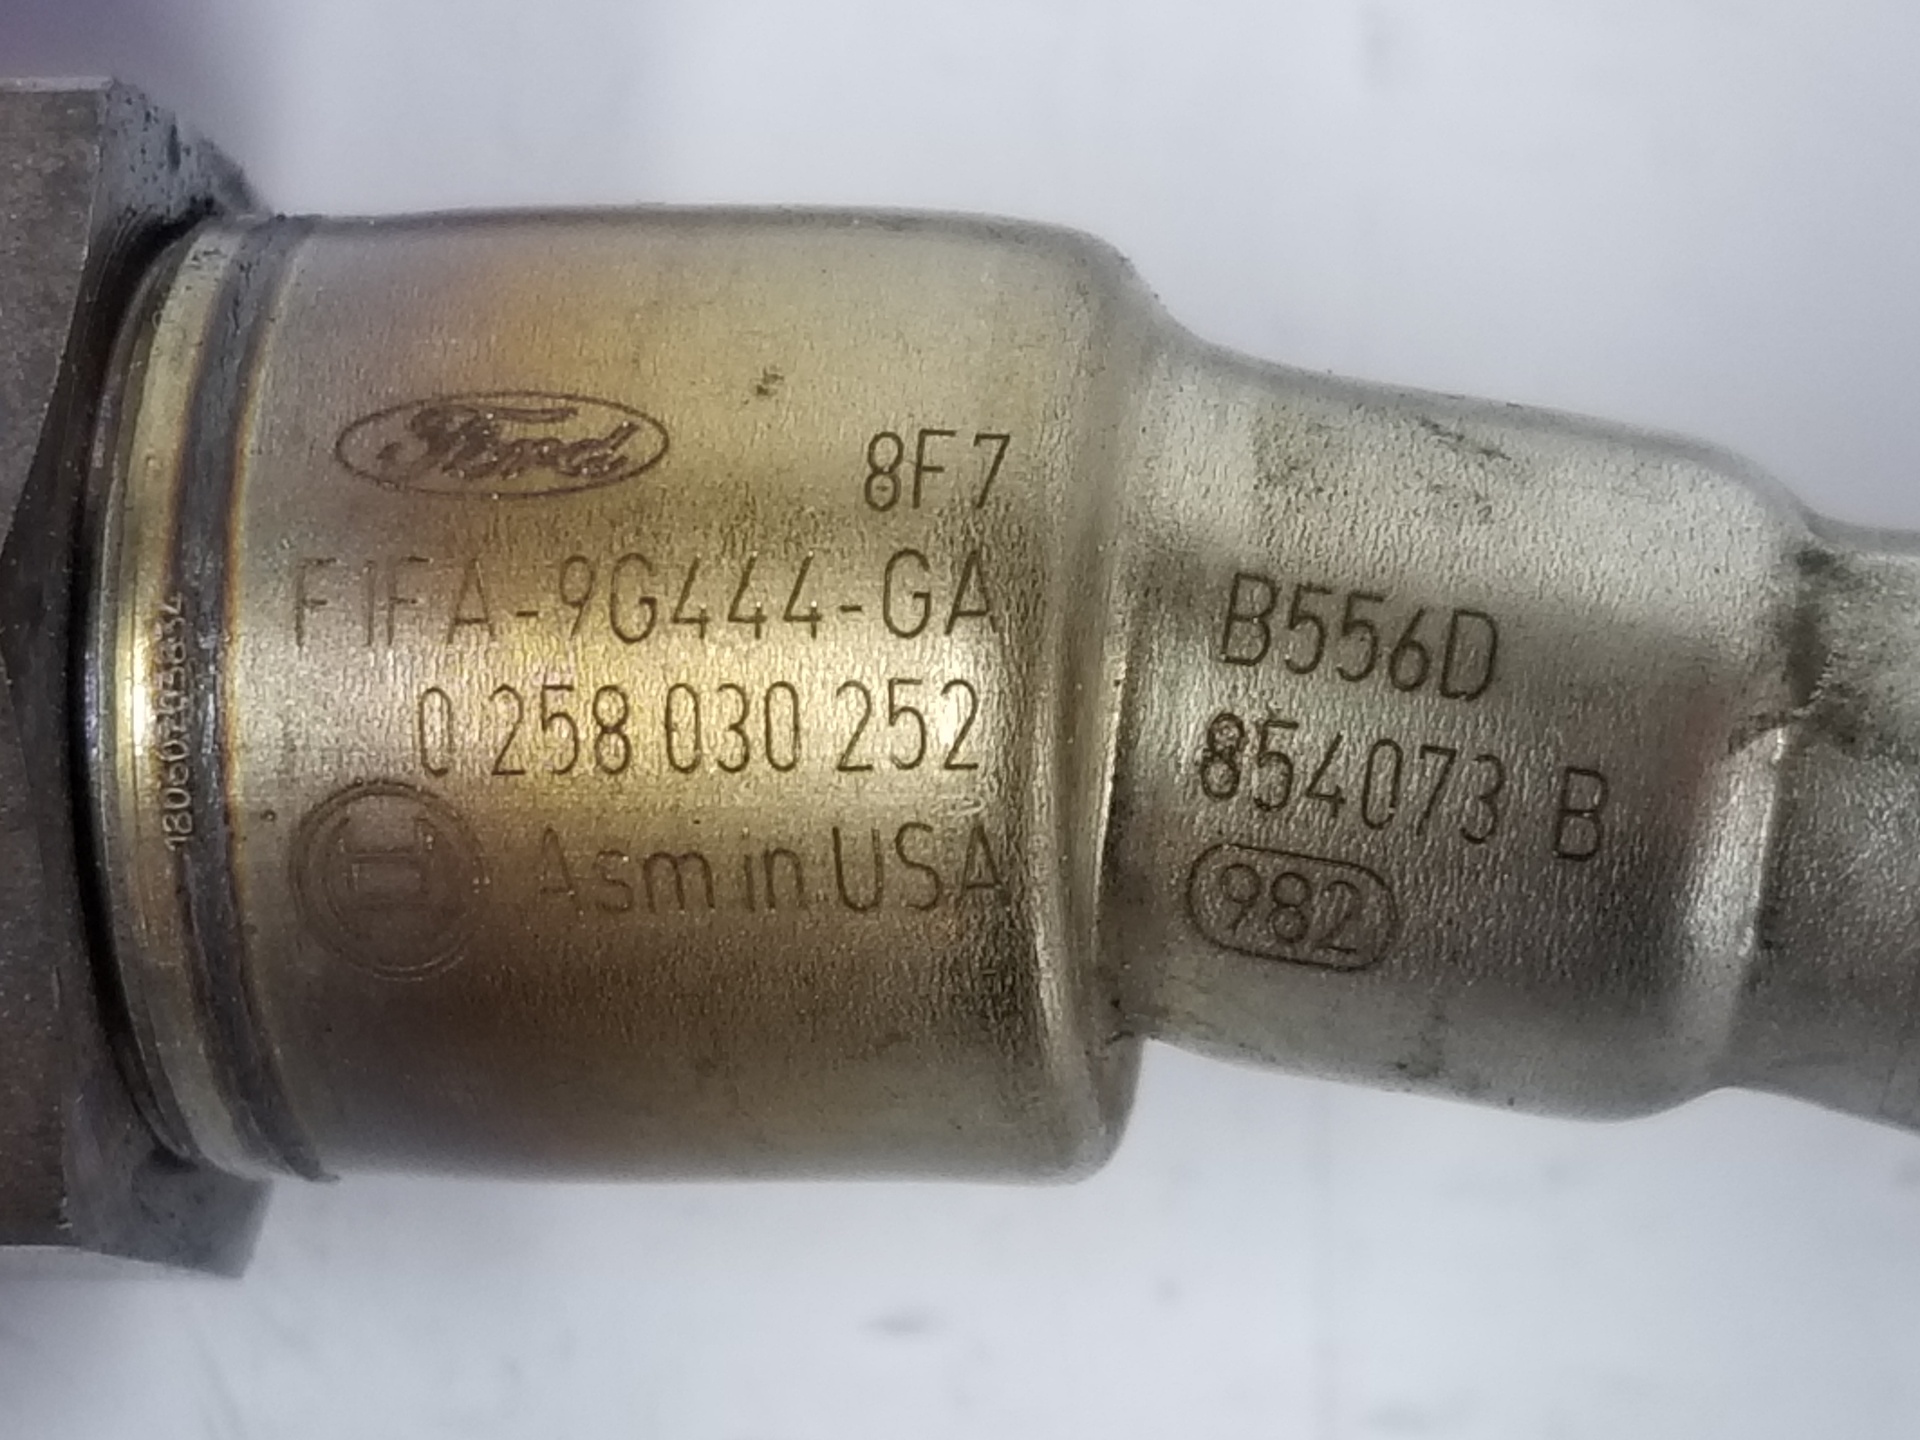 Ford
8F7
F1FA-9G444-GA
0 258 030 252
Asm in USA
B556D
854073 B
982